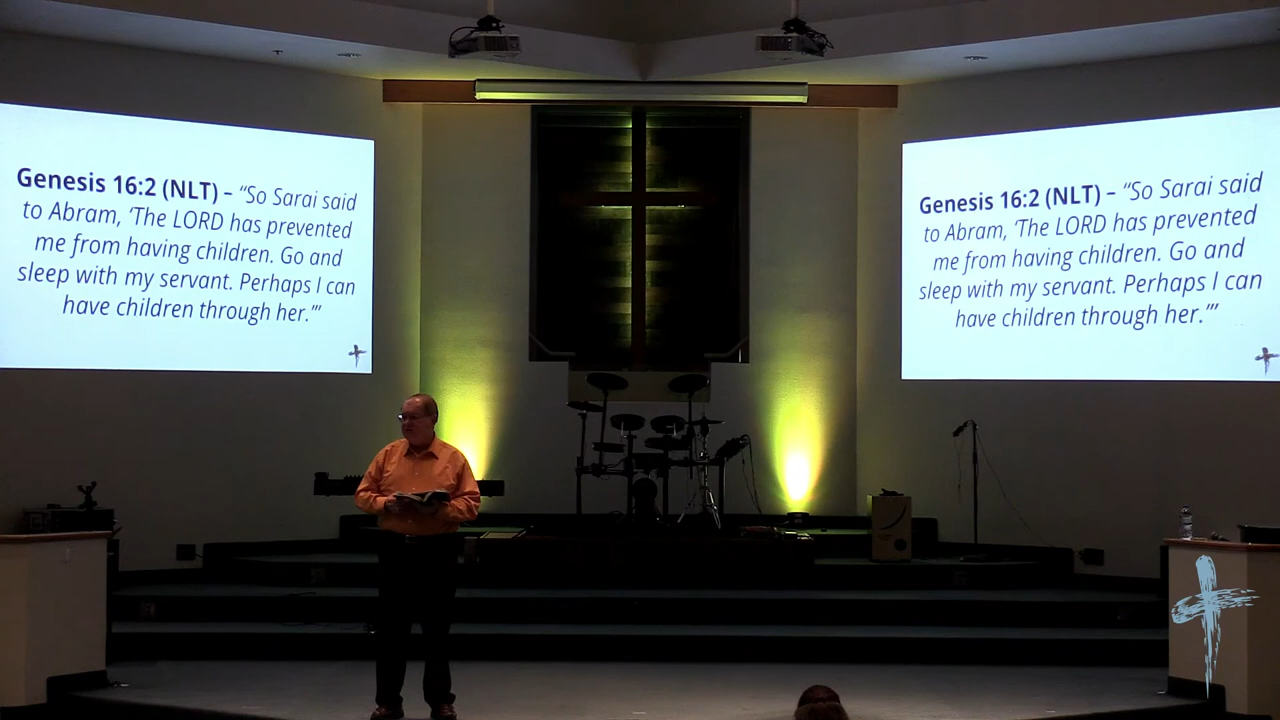 Genesis 16:2 (NLT) – “So Sarai said
to Abram, ‘The LORD has prevented
me from having children. Go and
sleep with my servant. Perhaps I can
have children through her.’”
Genesis 16:2 (NLT) – “So Sarai said
to Abram, ‘The LORD has prevented
me from having children. Go and
sleep with my servant. Perhaps I can
have children through her.’”